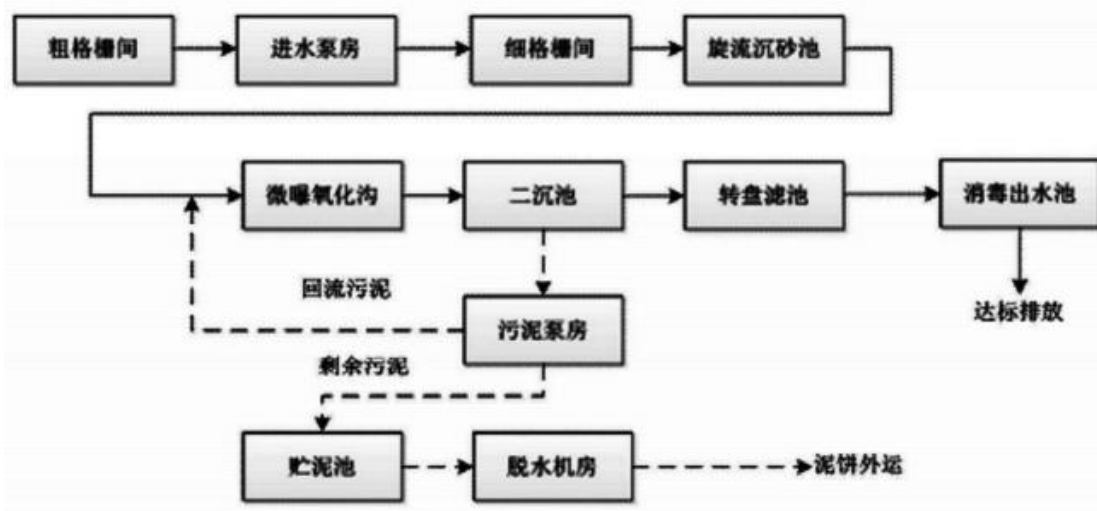 粗格栅间
进水泵房
细格栅间
旋流沉砂池
微曝氧化沟
二沉池
转盘滤池
消毒出水池
回流污泥
污泥泵房
达标排放
剩余污泥
贮泥池
脱水机房
泥饼外运